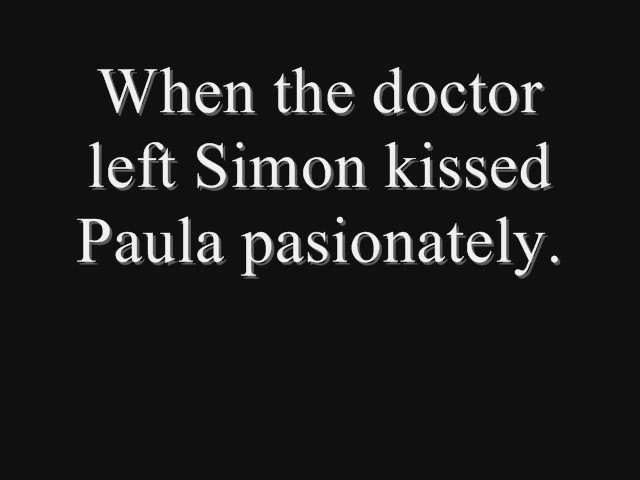 When the doctor
left Simon kissed
Paula pasionately.